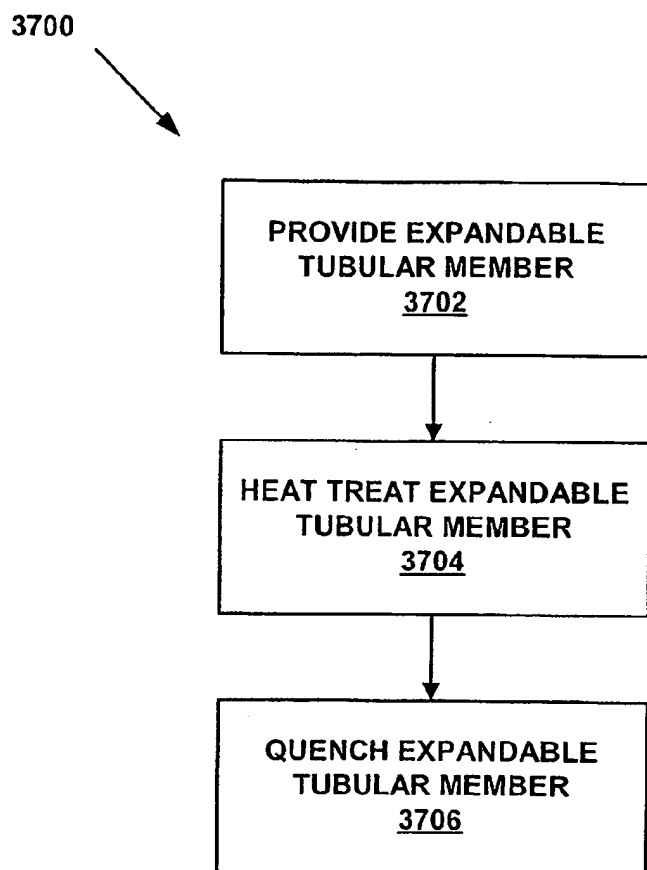 3700
PROVIDE EXPANDABLE
TUBULAR MEMBER
3702
HEAT TREAT EXPANDABLE
TUBULAR MEMBER
3704
QUENCH EXPANDABLE
TUBULAR MEMBER
3706